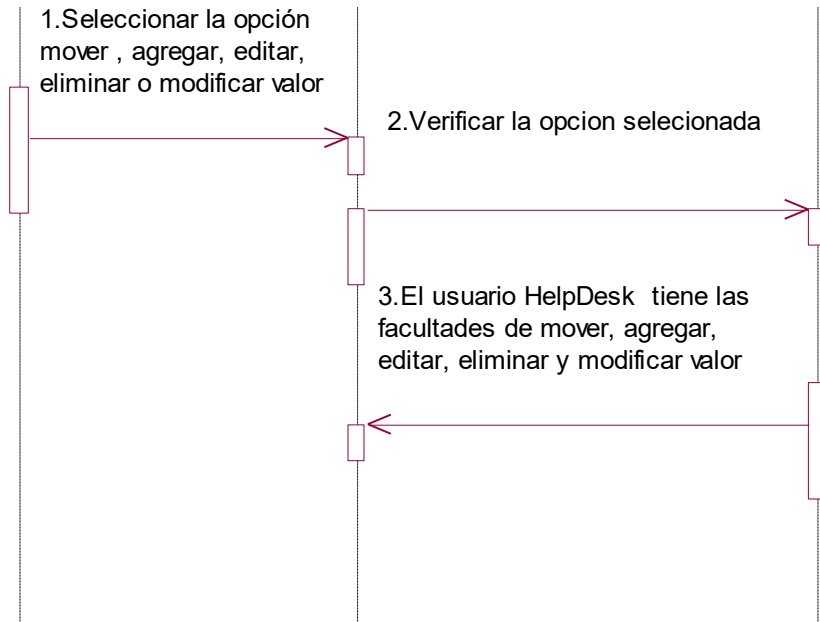 1.Seleccionar la opción
mover , agregar, editar,
eliminar o modificar valor
2.Verificar la opcion selecionada
3.El usuario HelpDesk  tiene las
facultades de mover, agregar,
editar, eliminar y modificar valor